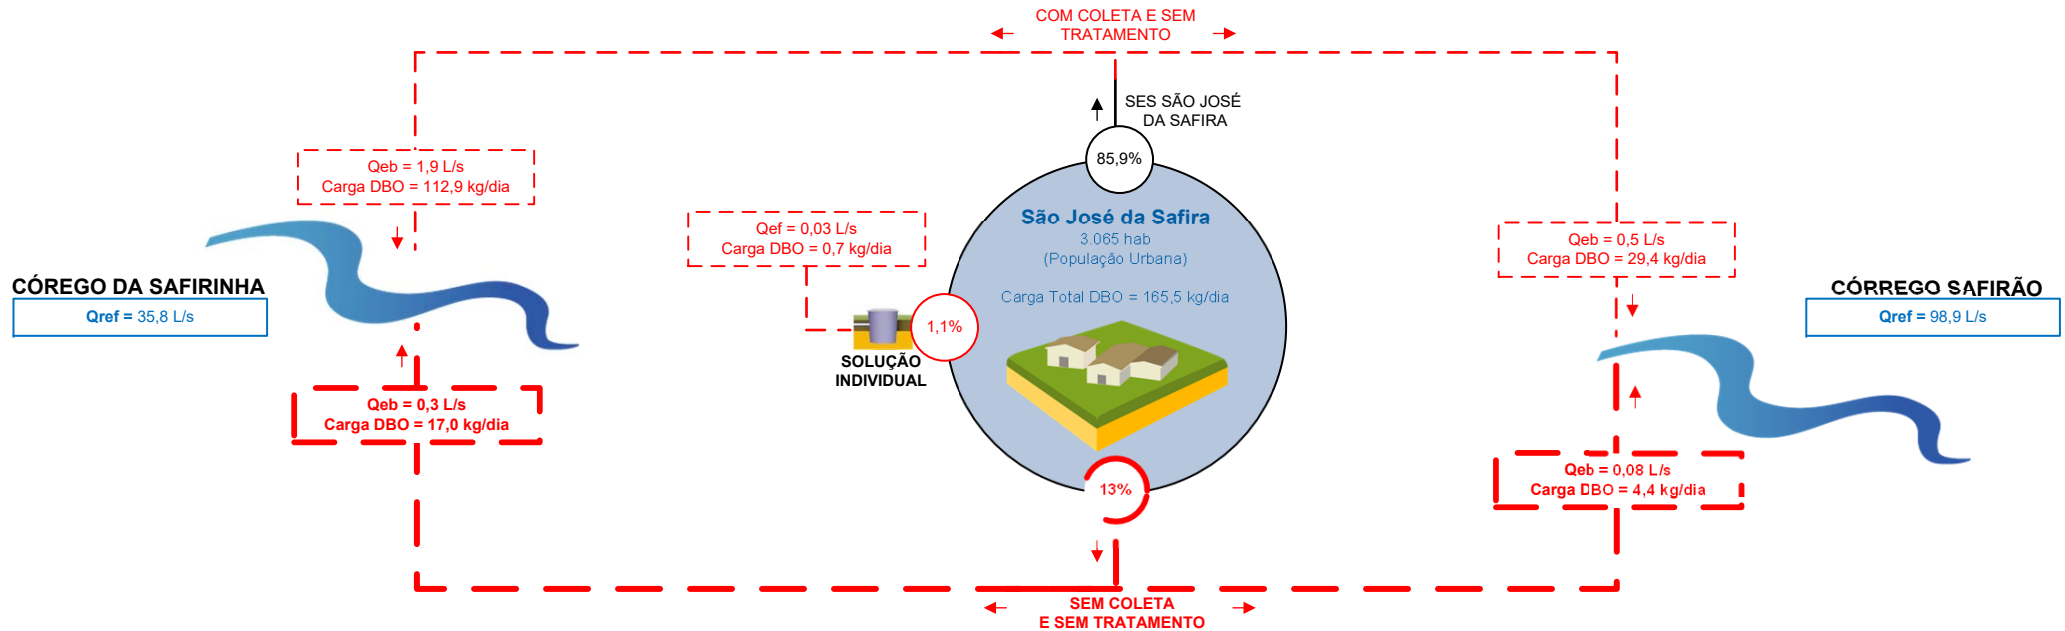 COM COLETA E SEM
TRATAMENTO
SES SÃO JOSÉ
DA SAFIRA
85,9%
Qeb = 1,9 L/s
Carga DBO = 112,9 kg/dia
CÓREGO DA SAFIRINHA
Qref = 35,8 L/s
Qeb = 0,3 L/s
Carga DBO = 17,0 kg/dia
Qef = 0,03 L/s
Carga DBO = 0,7 kg/dia
1,1%
SOLUÇÃO
INDIVIDUAL
São José da Safira
3.065 hab
(População Urbana)
Carga Total DBO = 165,5 kg/dia
13%
SEM COLETA
E SEM TRATAMENTO
Qeb = 0,5 L/s
Carga DBO = 29,4 kg/dia
CÓRREGO SAFIRÃO
Qref = 98,9 L/s
Qeb = 0,08 L/s
Carga DBO = 4,4 kg/dia